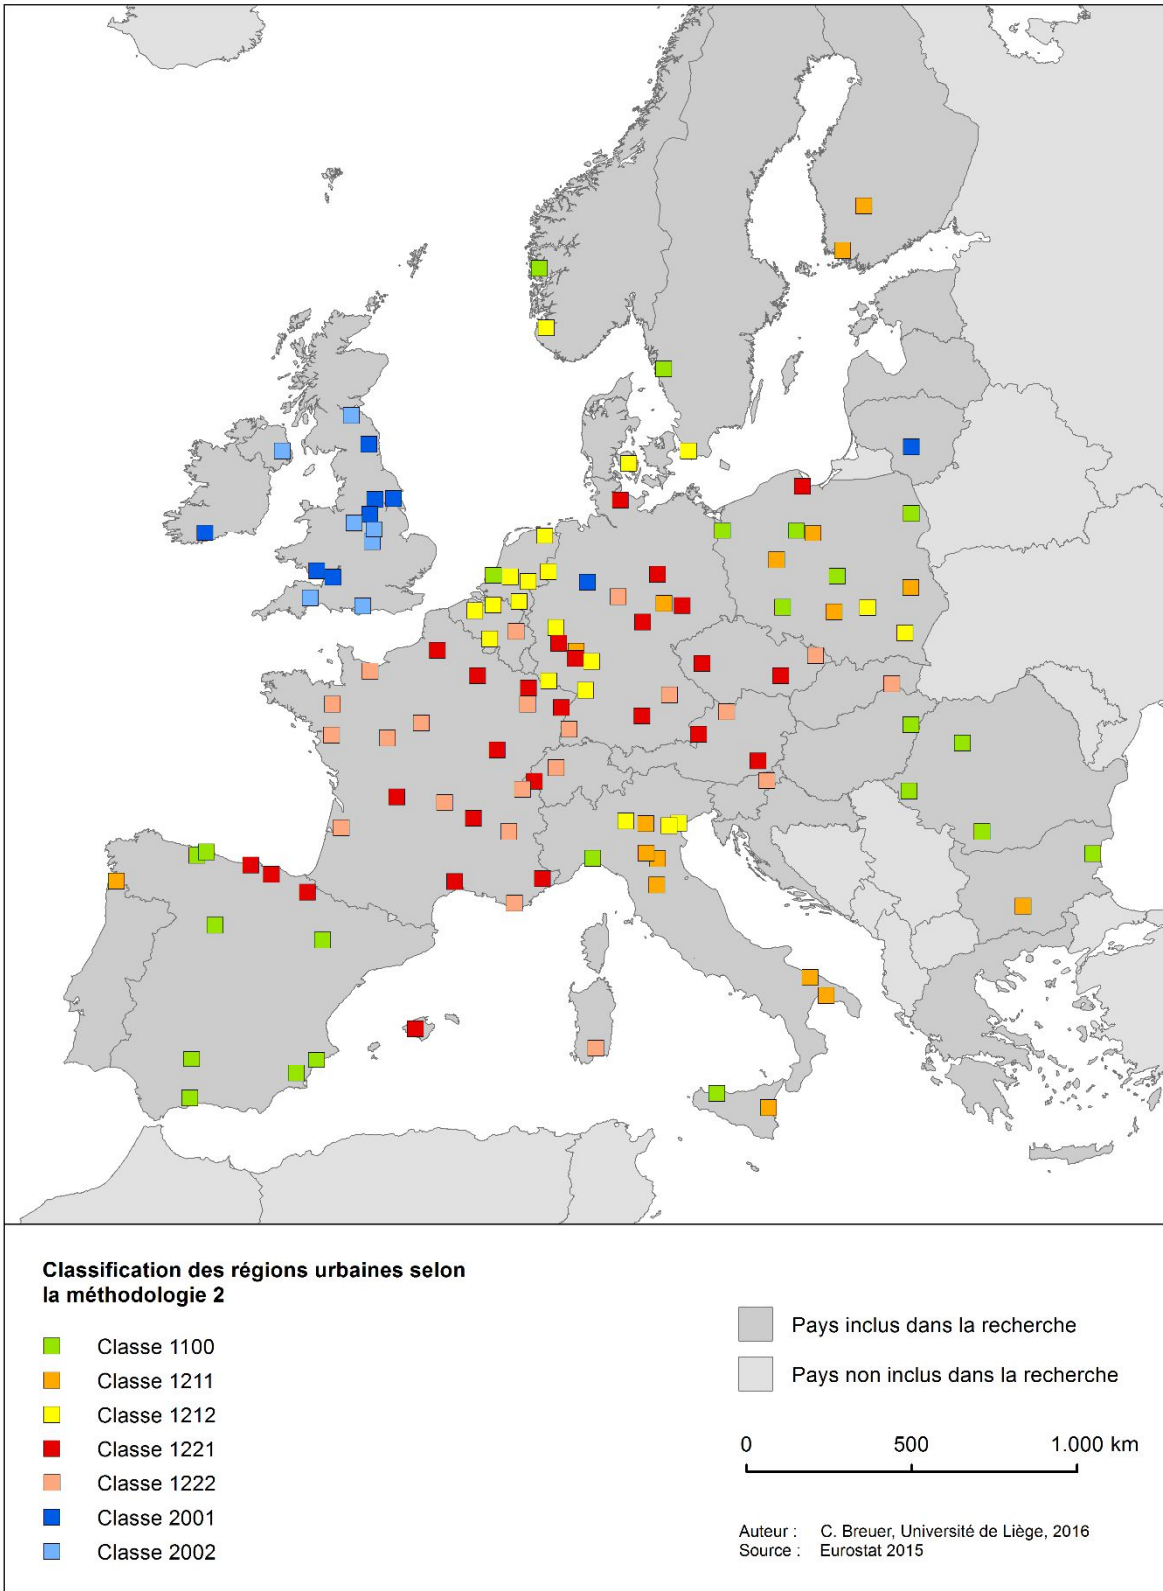 Classification des régions urbaines selon
la méthodologie 2
Classe 1100
Classe 1211
Classe 1212
Classe 1221
Classe 1222
Classe 2001
Classe 2002
Pays inclus dans la recherche
Pays non inclus dans la recherche
0 500 1.000 km
Auteur : C. Breuer, Université de Liège, 2016
Source : Eurostat 2015